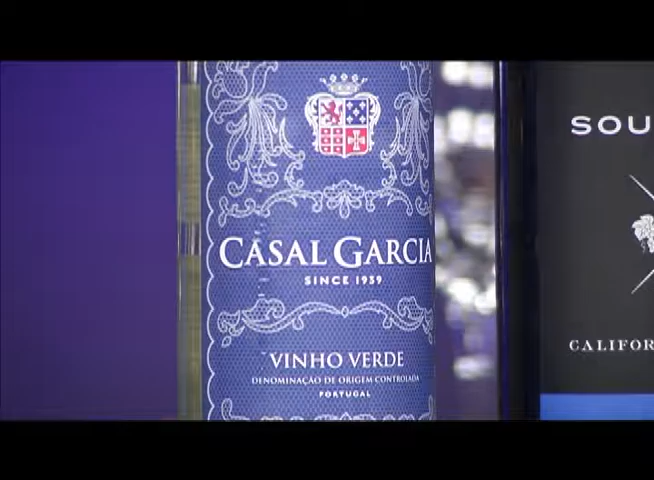 CASAL GARCIA
SINCE 1939
VINHO VERDE
DENOMINAÇÃO DE ORIGEM CONTROLADA
PORTUGAL
SOU
CALIFOR